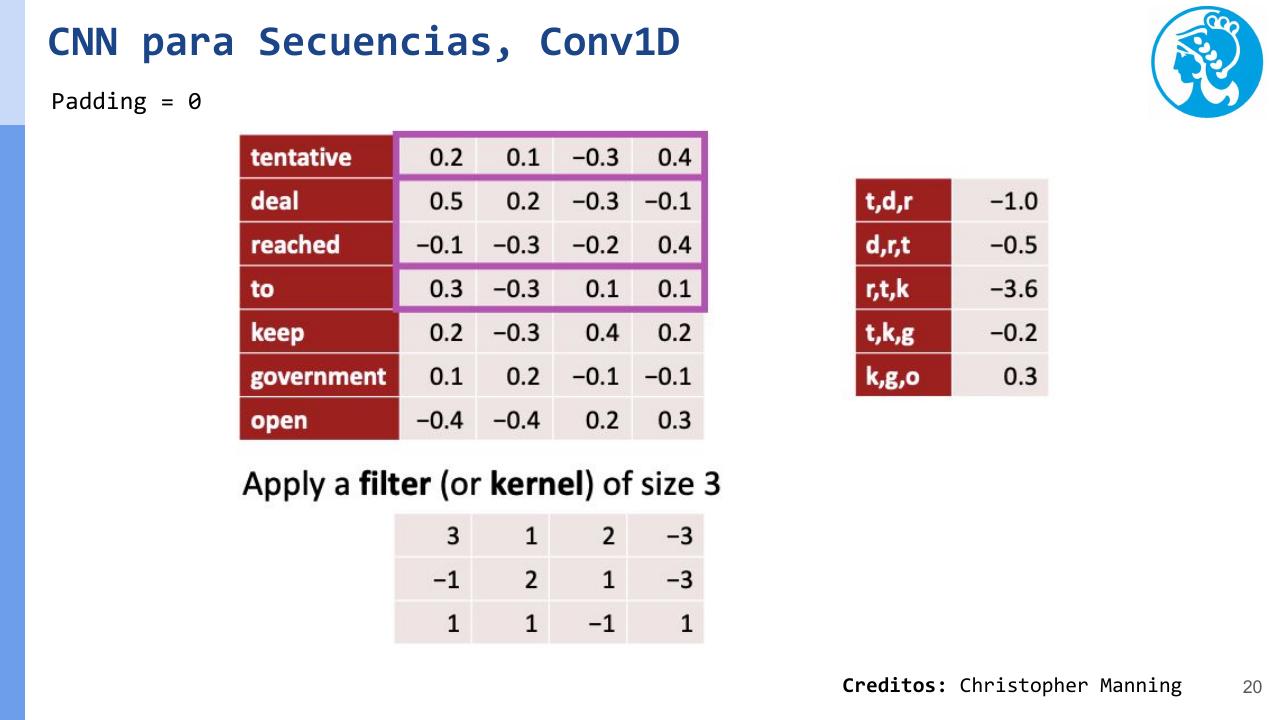 CNN para Secuencias, Conv1D
Padding = 0
tentative 0.2 0.1 −0.3 0.4
deal 0.5 0.2 −0.3 −0.1
reached −0.1 −0.3 −0.2 0.4
to 0.3 −0.3 0.1 0.1
keep 0.2 −0.3 0.4 0.2
government 0.1 0.2 −0.1 −0.1
open −0.4 −0.4 0.2 0.3
t,d,r −1.0
d,r,t −0.5
r,t,k −3.6
t,k,g −0.2
k,g,o 0.3
Apply a filter (or kernel) of size 3
3 1 2 −3
−1 2 1 −3
1 1 −1 1
Creditos: Christopher Manning
20